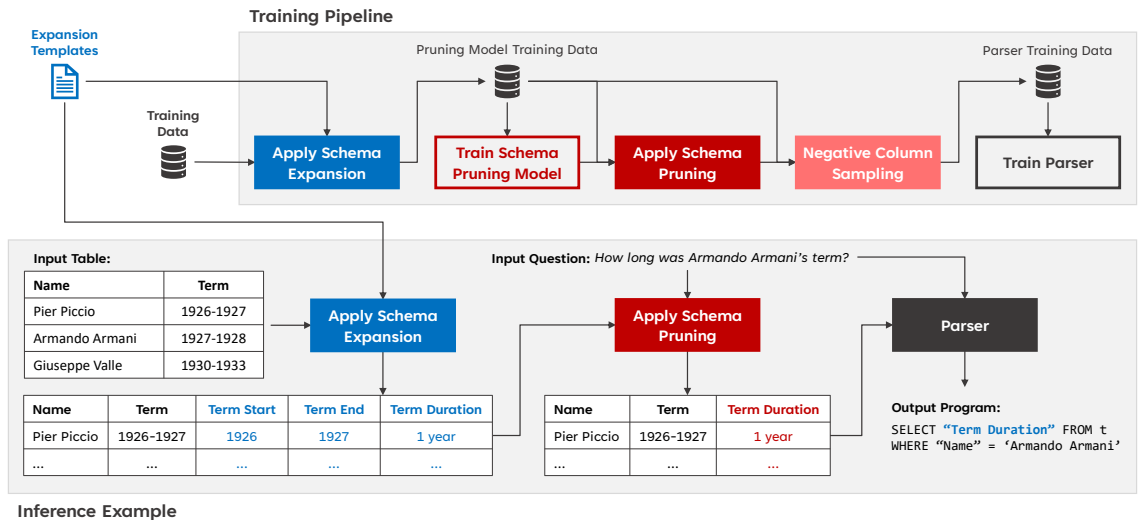 Training Pipeline
Expansion
Templates
Pruning Model Training Data
Parser Training Data
Training
Data
Apply Schema
Expansion
Train Schema
Pruning Model
Apply Schema
Pruning
Negative Column
Sampling
Train Parser
Input Table:
Name Term
Pier Piccio 1926-1927
Armando Armani 1927-1928
Giuseppe Valle 1930-1933
Apply Schema
Expansion
Input Question: How long was Armando Armani's term?
Apply Schema
Pruning
Parser
Name Term Term Start Term End Term Duration
Pier Piccio 1926-1927 1926 1927 1 year
... ... ... ... ...
Name Term Term Duration
Pier Piccio 1926-1927 1 year
... ... ...
Output Program:
SELECT “Term Duration” FROM t
WHERE “Name” = ‘Armando Armani’
Inference Example